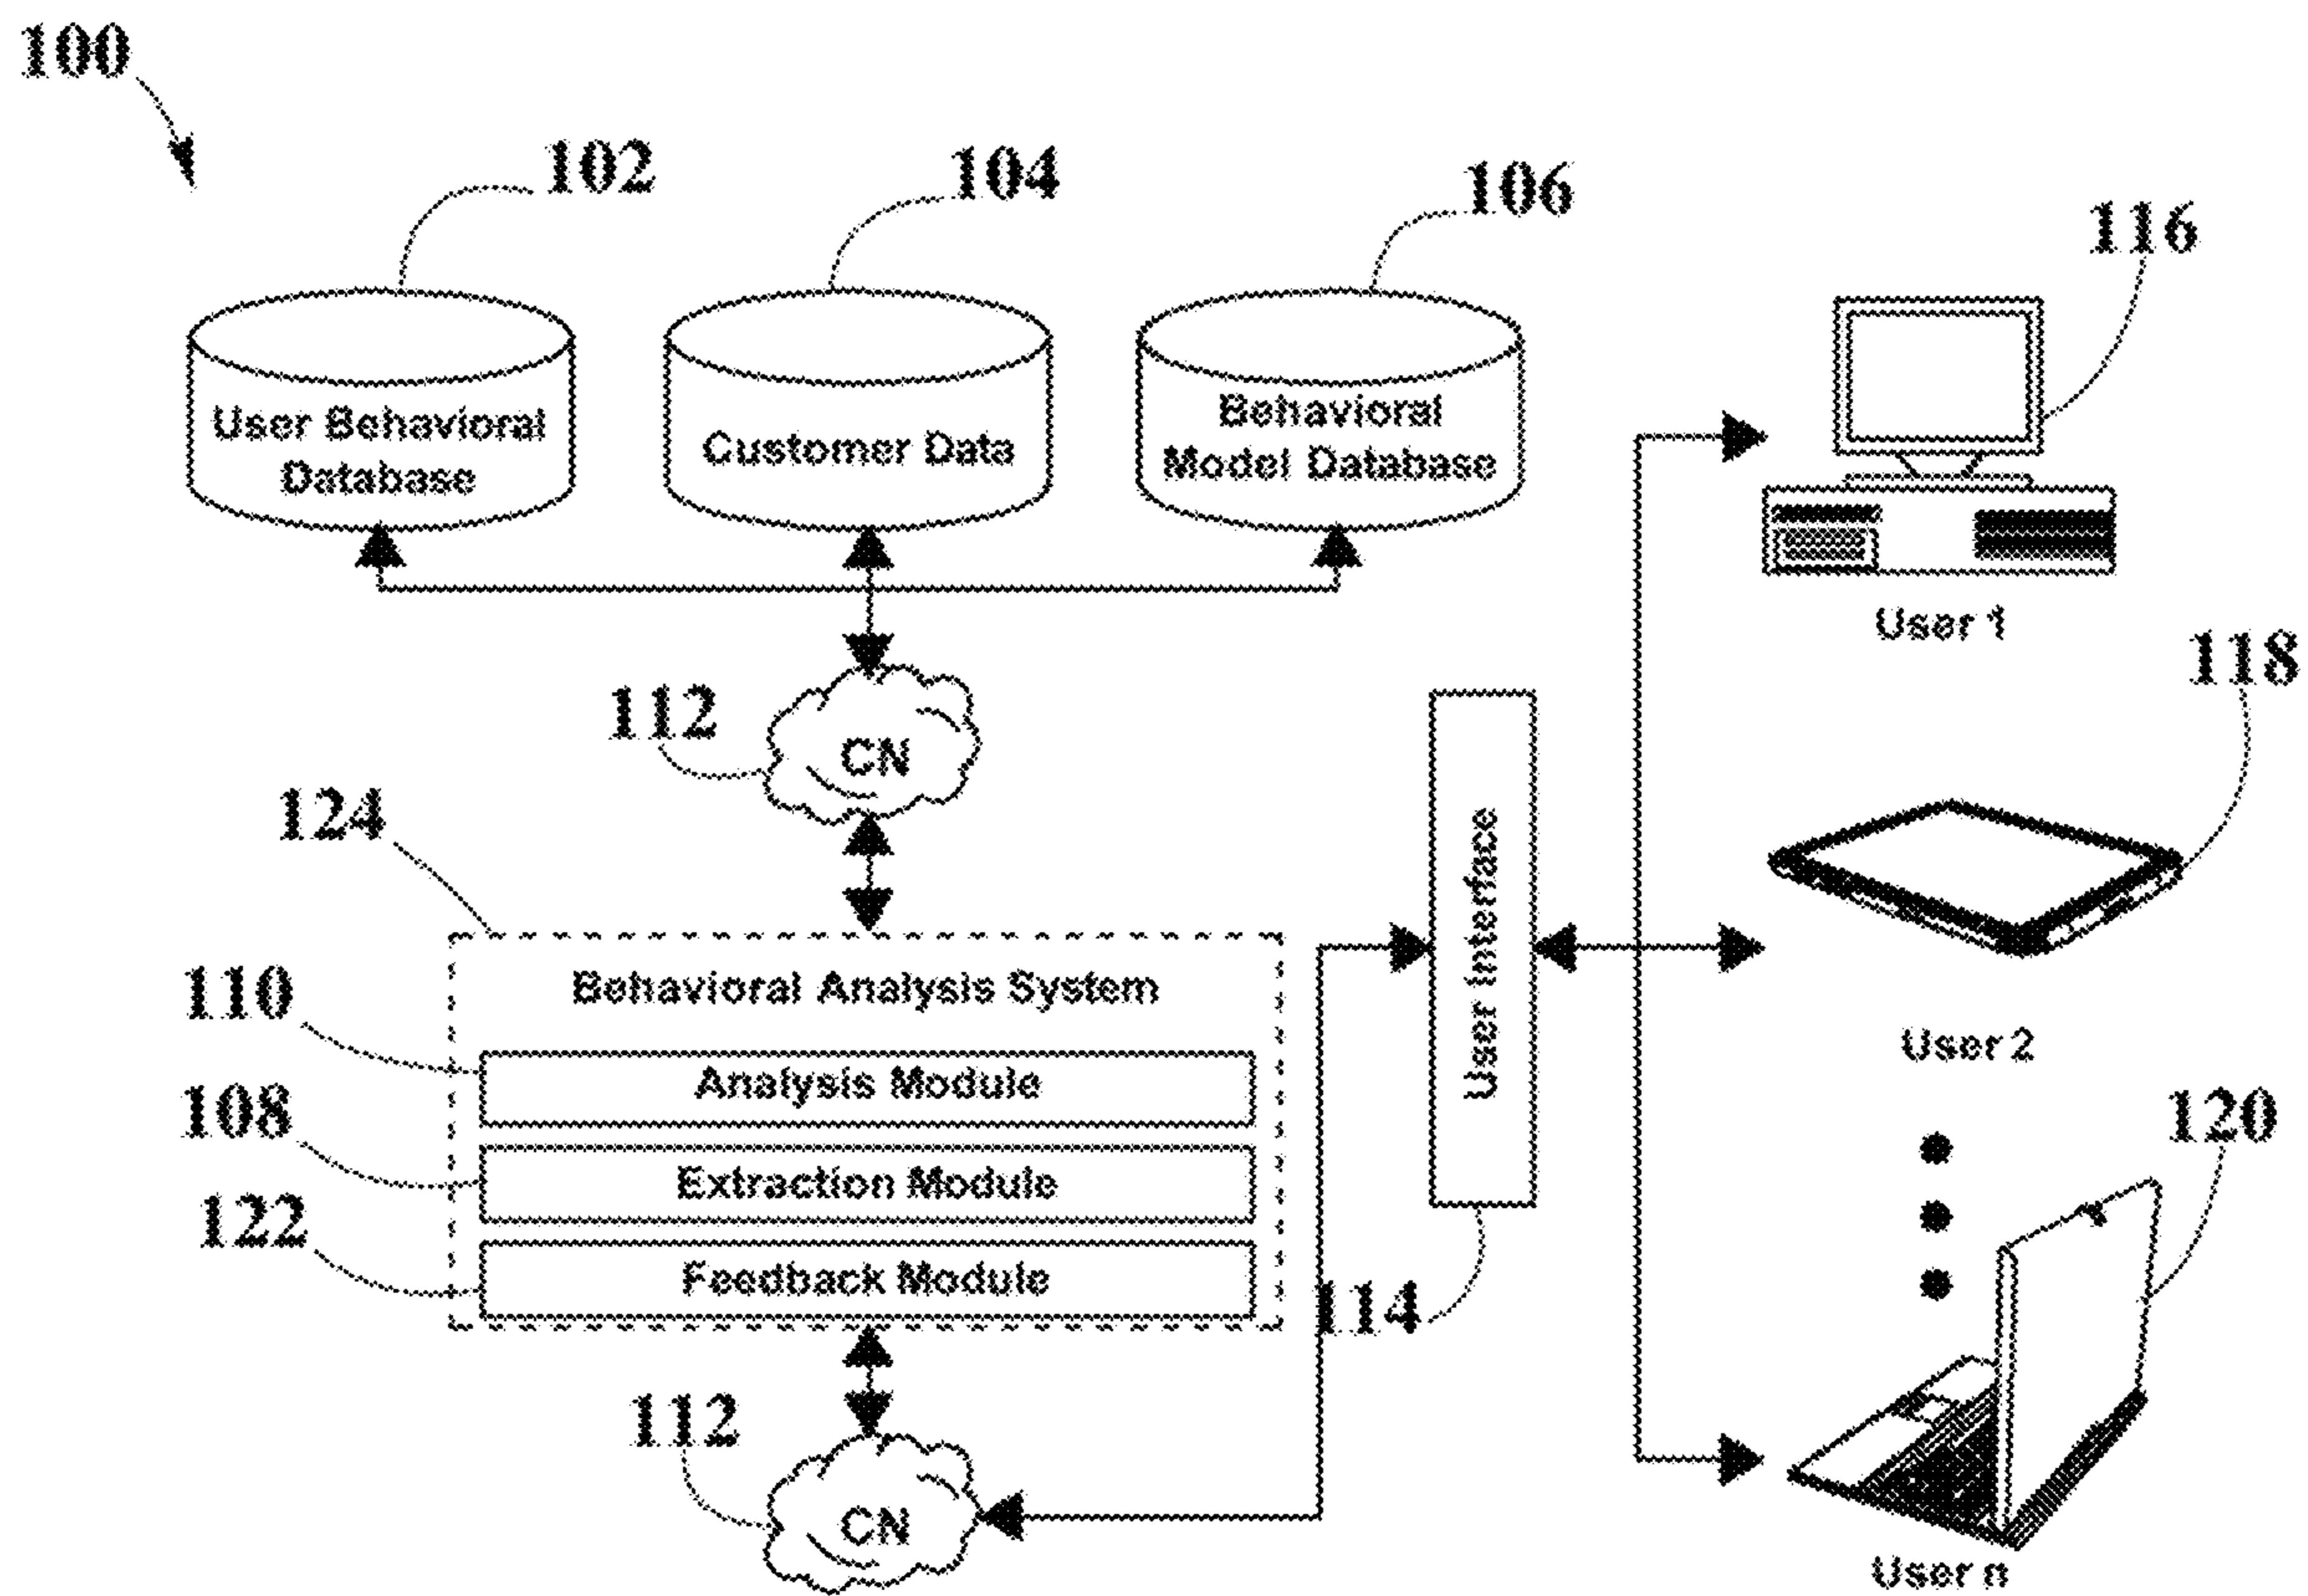 100
102
104
106
116
User Behavioral
Database
Customer Data
Behavioral
Model Database
User 1
118
112
CN
124
User Interface
Behavioral Analysis System
110
Analysis Module
User 2
108
Extraction Module
120
122
Feedback Module
114
112
CN
User n